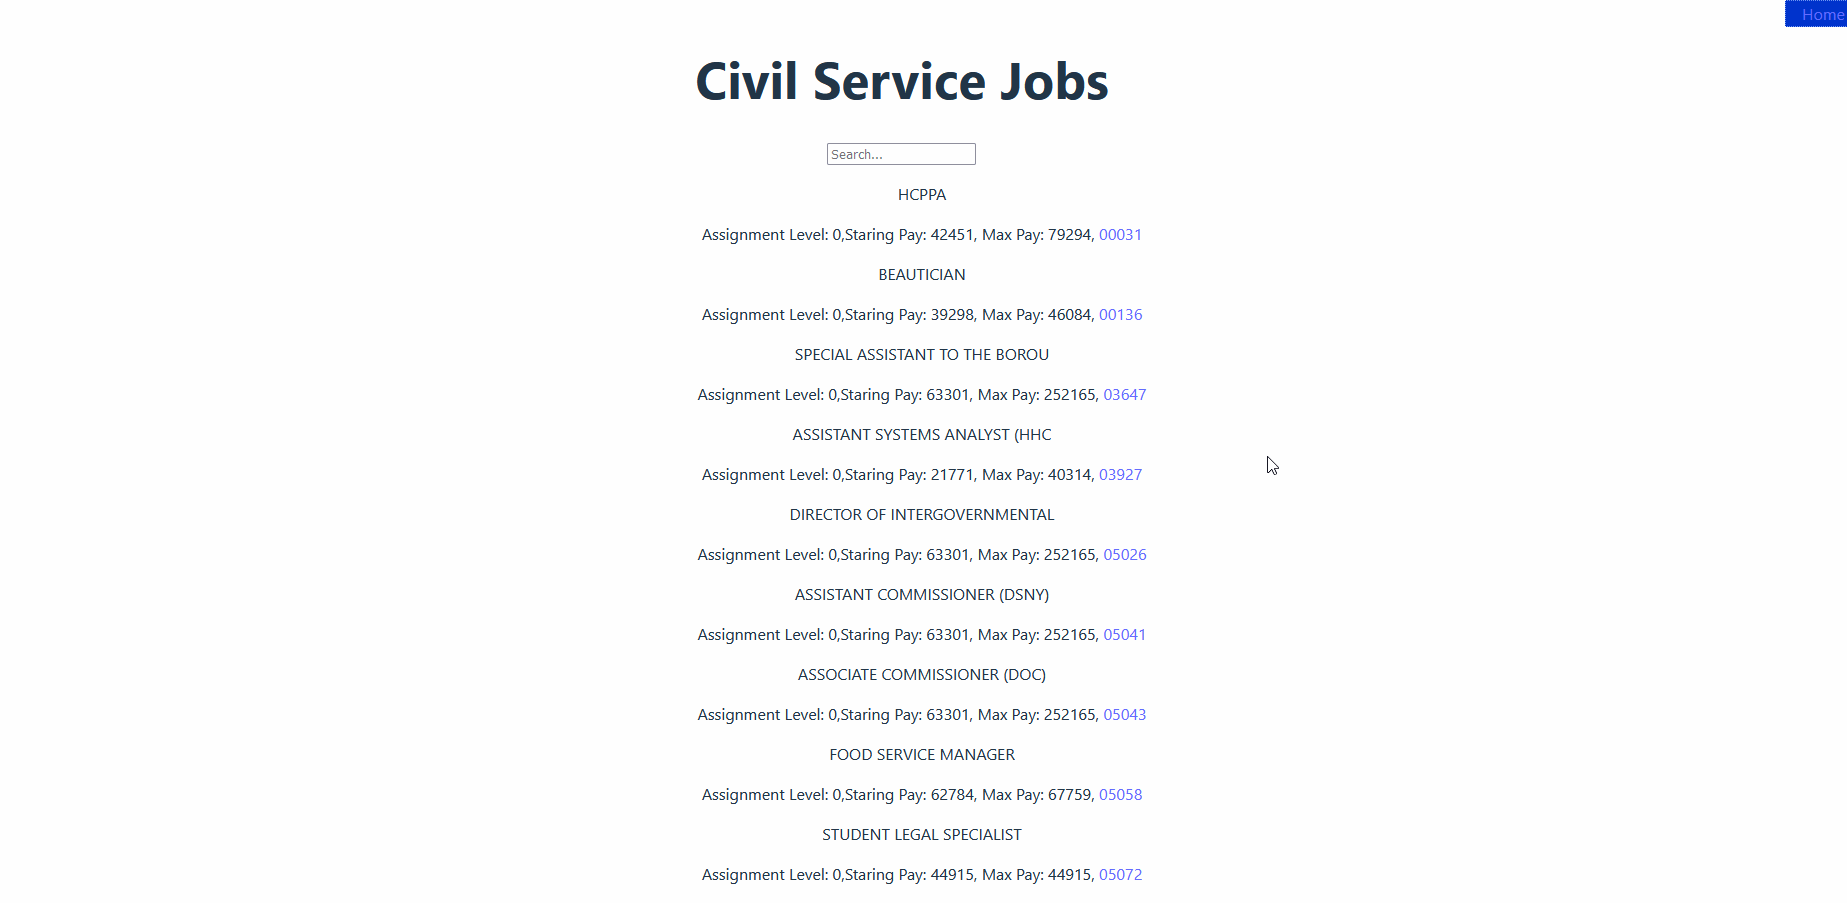 Home
Civil Service Jobs
Search...
HCPPA
Assignment Level: 0,Staring Pay: 42451, Max Pay: 79294, 00031
BEAUTICIAN
Assignment Level: 0,Staring Pay: 39298, Max Pay: 46084, 00136
SPECIAL ASSISTANT TO THE BOROU
Assignment Level: 0,Staring Pay: 63301, Max Pay: 252165, 03647
ASSISTANT SYSTEMS ANALYST (HHC
Assignment Level: 0,Staring Pay: 21771, Max Pay: 40314, 03927
DIRECTOR OF INTERGOVERNMENTAL
Assignment Level: 0,Staring Pay: 63301, Max Pay: 252165, 05026
ASSISTANT COMMISSIONER (DSNY)
Assignment Level: 0,Staring Pay: 63301, Max Pay: 252165, 05041
ASSOCIATE COMMISSIONER (DOC)
Assignment Level: 0,Staring Pay: 63301, Max Pay: 252165, 05043
FOOD SERVICE MANAGER
Assignment Level: 0,Staring Pay: 62784, Max Pay: 67759, 05058
STUDENT LEGAL SPECIALIST
Assignment Level: 0,Staring Pay: 44915, Max Pay: 44915, 05072